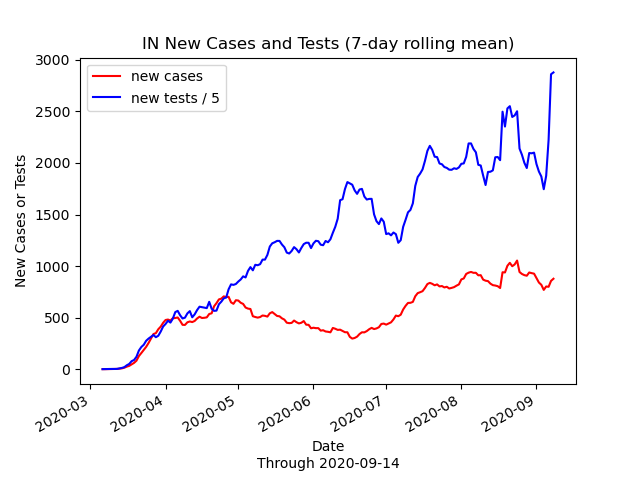 IN New Cases and Tests (7-day rolling mean)
new cases
new tests / 5
3000
2500
2000
1500
1000
500
0
New Cases or Tests
2020-03
2020-04
2020-05
2020-06
2020-07
2020-08
2020-09
Date
Through 2020-09-14